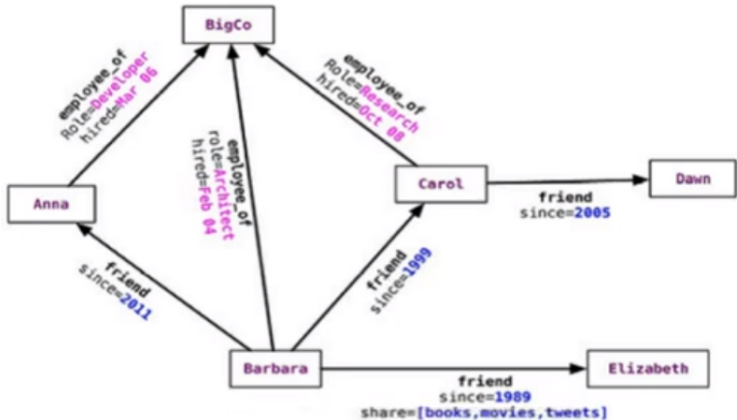 BigCo
employee_of
Role=Developer
hired=Mar 06
employee_of
Role=Research
hired=Oct 08
employee_of
role=Architect
hired=Feb 04
Anna
Carol
Dawn
friend
since=2005
friend
since=2011
friend
since=1999
Barbara
Elizabeth
friend
since=1989
share=[books,movies,tweets]